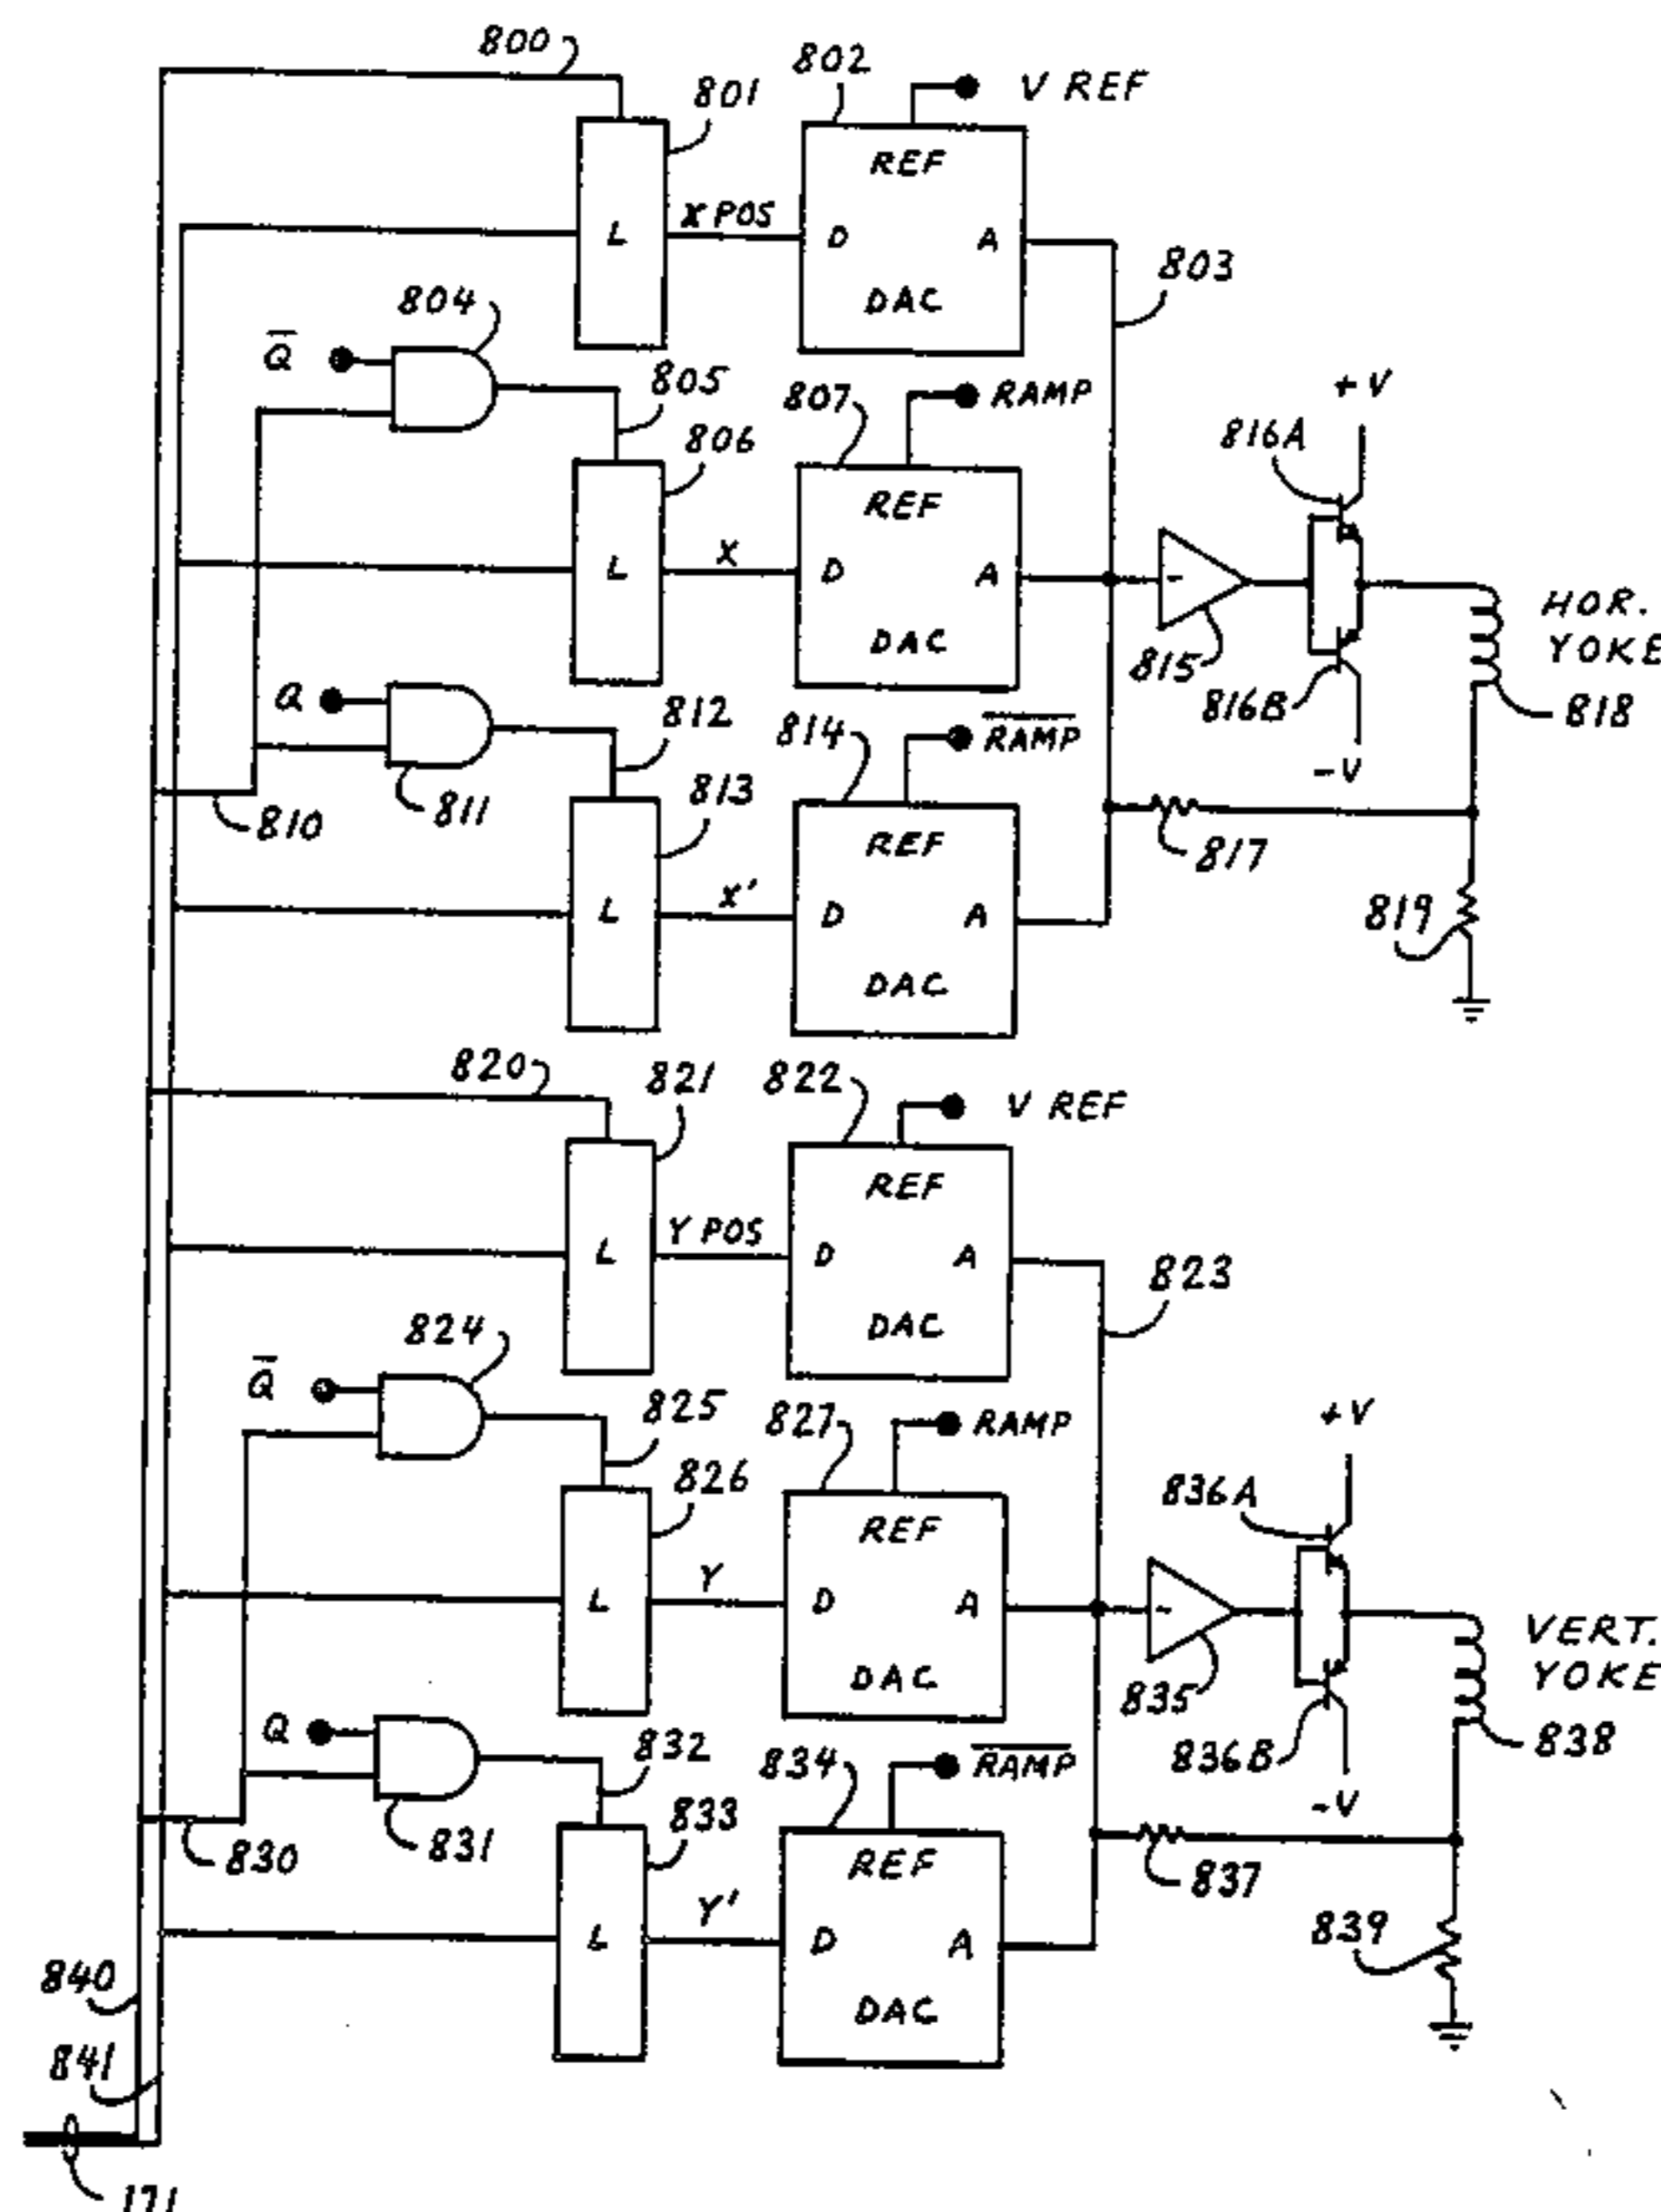 800
802
V REF
801
REF
X POS
L
D
A
DAC
803
804
Q̅
805
807
RAMP
806
REF
X
L
D
A
DAC
+V
816A
-
815
816B
-V
HOR.
YOKE
818
Q
812
814
R̅A̅M̅P̅
813
810
811
REF
X'
L
D
A
DAC
817
819
820
821
822
V REF
REF
Y POS
L
D
A
DAC
823
824
Q̅
825
827
RAMP
826
REF
Y
L
D
A
DAC
+V
836A
-
835
836B
-V
VERT.
YOKE
838
Q
832
834
R̅A̅M̅P̅
833
830
831
REF
Y'
L
D
A
DAC
837
839
840
841
171